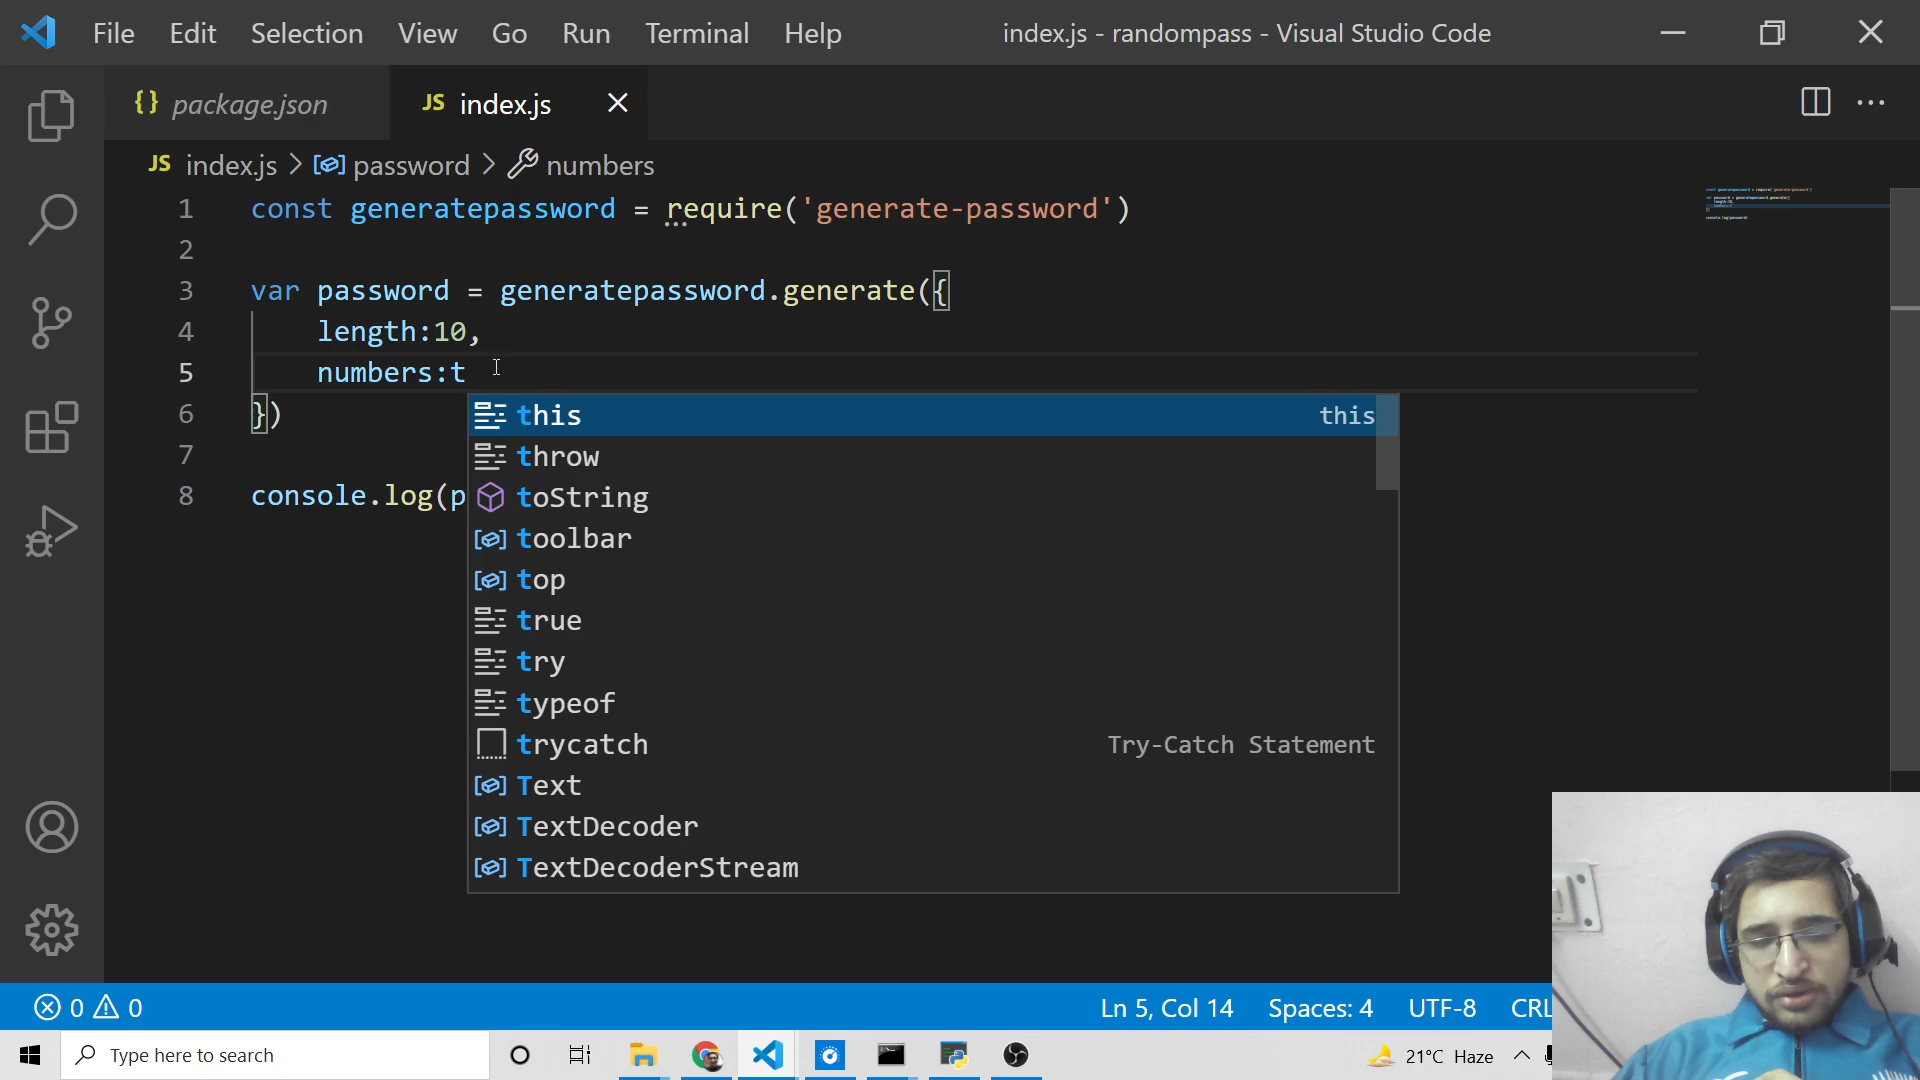 File Edit Selection View Go Run Terminal Help index.js - randompass - Visual Studio Code
{} package.json JS index.js
JS index.js > password > numbers
1 const generatepassword = require('generate-password')
2
3 var password = generatepassword.generate({
4 length:10,
5 numbers:t
6 })
7
8 console.log(p
this this
throw
toString
toolbar
top
true
try
typeof
trycatch Try-Catch Statement
Text
TextDecoder
TextDecoderStream
0 0 Ln 5, Col 14 Spaces: 4 UTF-8 CRL
Type here to search 21°C Haze